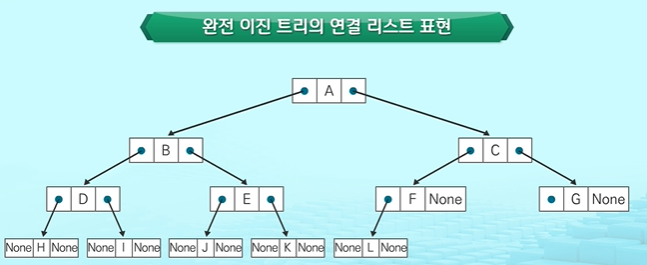 완전 이진 트리의 연결 리스트 표현
A
B
C
D
E
F None
G None
None H None
None I None
None J None
None K None
None L None